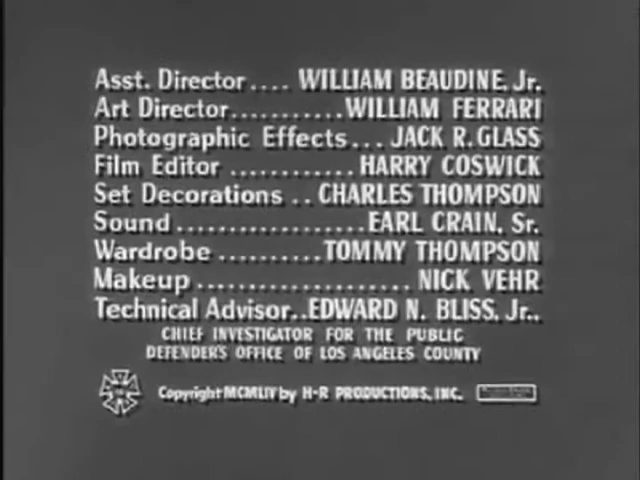 Asst. Director.... WILLIAM BEAUDINE, Jr.
Art Director...........WILLIAM FERRARI
Photographic Effects... JACK R. GLASS
Film Editor ............ HARRY COSWICK
Set Decorations .. CHARLES THOMPSON
Sound..................EARL CRAIN, Sr.
Wardrobe ..........TOMMY THOMPSON
Makeup.................... NICK VEHR
Technical Advisor..EDWARD N. BLISS, Jr..
CHIEF INVESTIGATOR FOR THE PUBLIC
DEFENDER'S OFFICE OF LOS ANGELES COUNTY
Copyright MCMLIV by H-R PRODUCTIONS, INC.